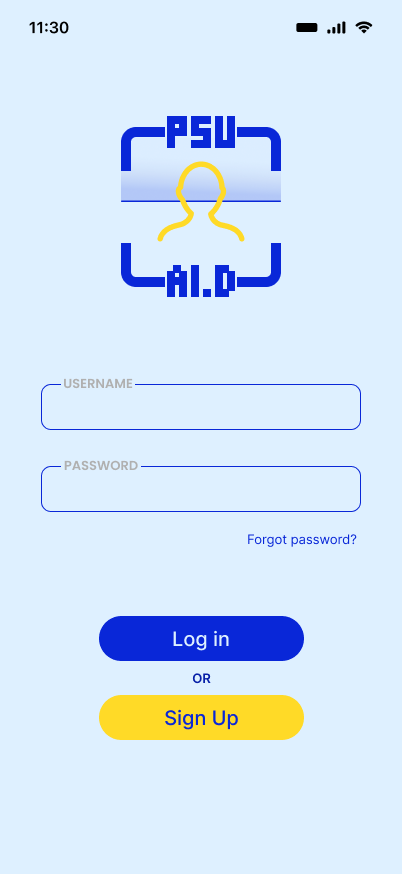 11:30
PSU
AI.D
USERNAME
PASSWORD
Forgot password?
Log in
OR
Sign Up